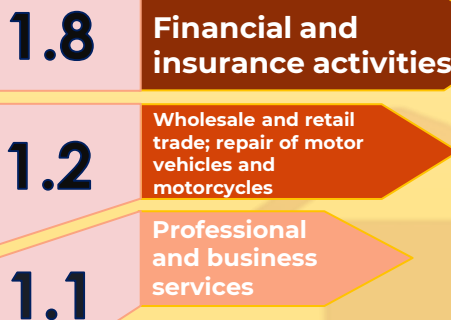 1.8
Financial and
insurance activities
1.2
Wholesale and retail
trade; repair of motor
vehicles and
motorcycles
1.1
Professional
and business
services